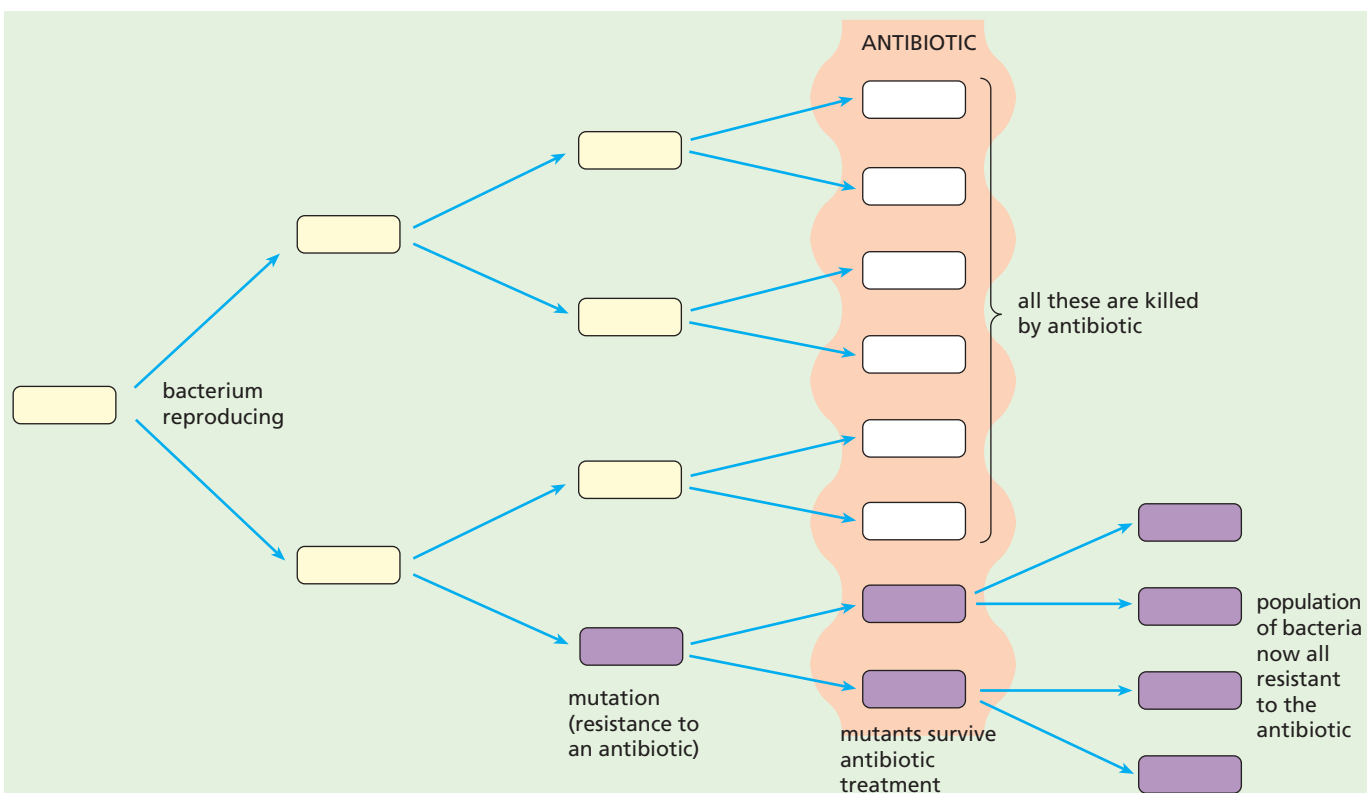 ANTIBIOTIC
all these are killed
by antibiotic
bacterium
reproducing
mutation
(resistance to
an antibiotic)
mutants survive
antibiotic
treatment
population
of bacteria
now all
resistant
to the
antibiotic